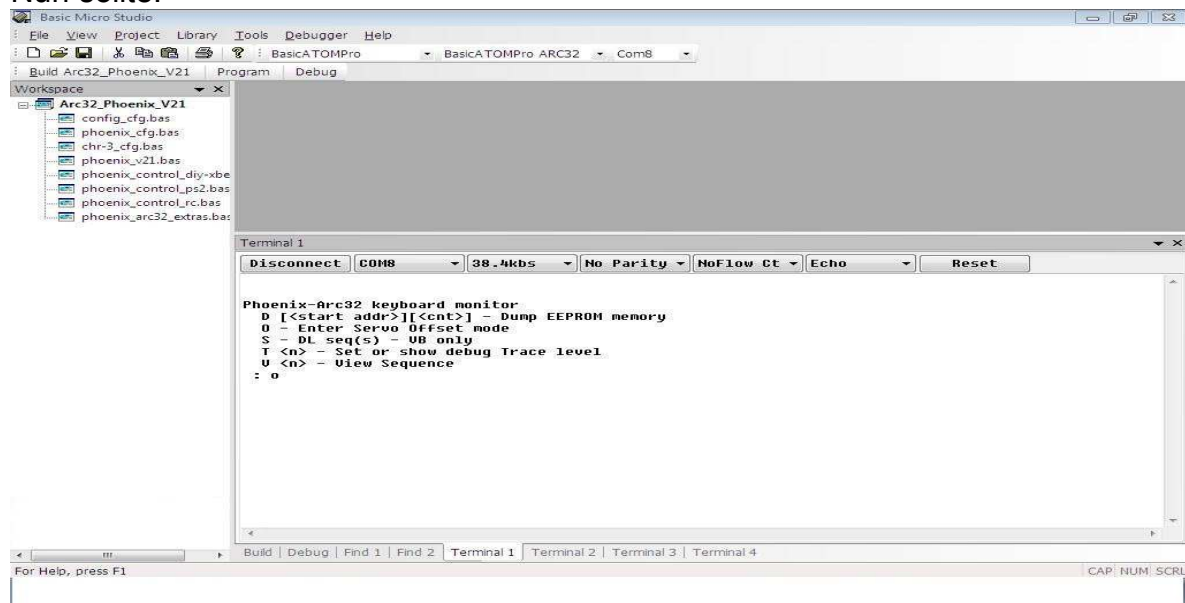 Basic Micro Studio
File View Project Library Tools Debugger Help
BasicATOMPro BasicATOMPro ARC32 Com8
Build Arc32_Phoenix_V21 Program Debug
Workspace
Arc32_Phoenix_V21
config_cfg.bas
phoenix_cfg.bas
chr-3_cfg.bas
phoenix_v21.bas
phoenix_control_diy-xbe
phoenix_control_ps2.bas
phoenix_control_rc.bas
phoenix_arc32_extras.bas
Terminal 1
Disconnect COM8 38.4kbs No Parity NoFlow Ct Echo Reset
Phoenix-Arc32 keyboard monitor
D [<start addr>][<cnt>] - Dump EEPROM memory
O - Enter Servo Offset mode
S - DL seq(s) - VB only
T <n> - Set or show debug Trace level
V <n> - View Sequence
: o
Build | Debug | Find 1 | Find 2 Terminal 1 Terminal 2 | Terminal 3 | Terminal 4
For Help, press F1
CAP NUM SCRL